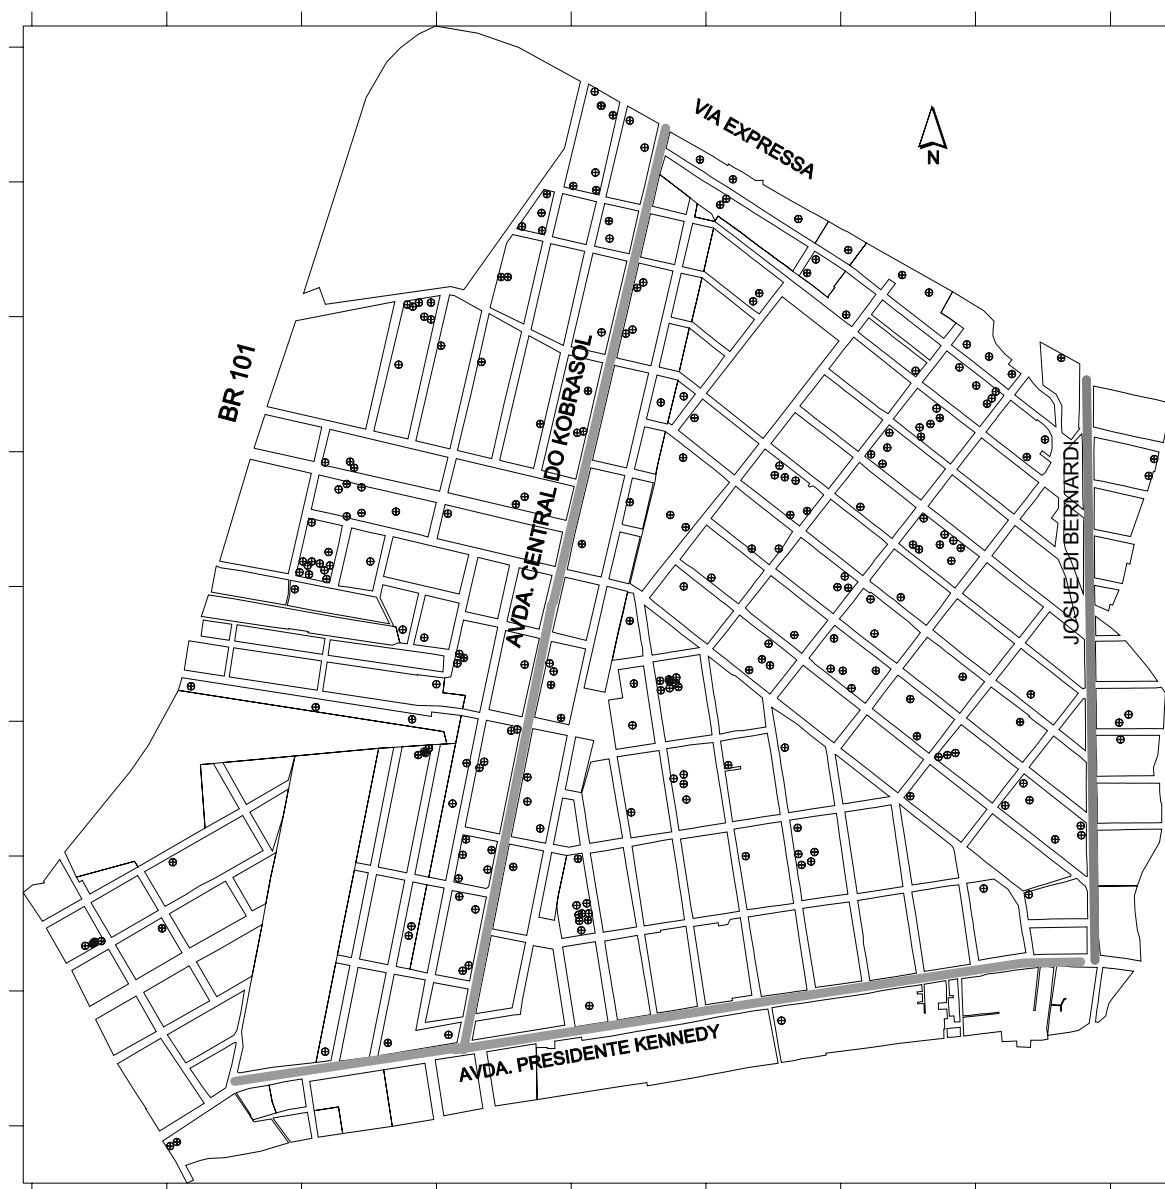 VIA EXPRESSA
N
BR 101
AVDA. CENTRAL DO KOBRASOL
JOSUE DI BERNARDI
AVDA. PRESIDENTE KENNEDY